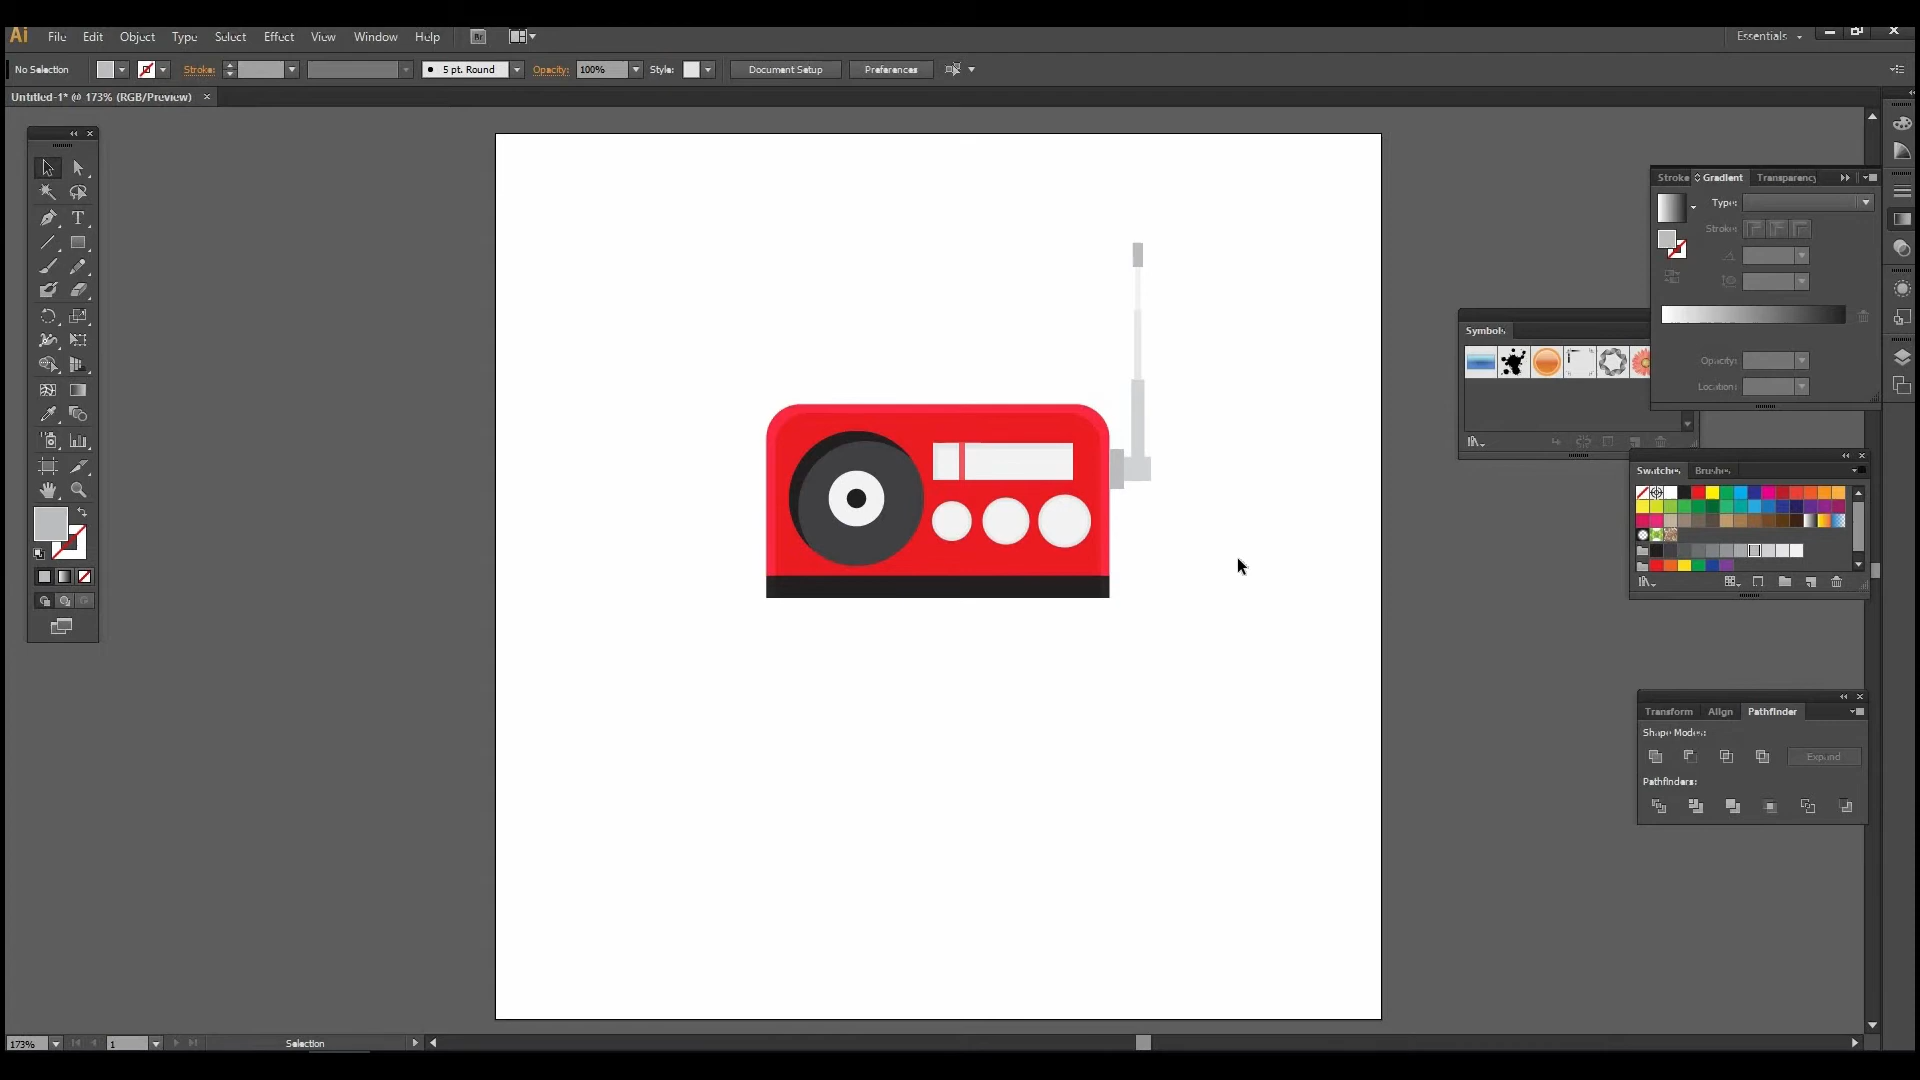 Ai File Edit Object Type Select Effect View Window Help Br Essentials
No Selection Stroke: 5 pt. Round Opacity: 100% Style: Document Setup Preferences
Untitled-1* @ 173% (RGB/Preview)
Stroke Gradient Transparency
Type:
Stroke:
Opacity:
Location:
Symbols
Swatches Brushes
Transform Align Pathfinder
Shape Modes:
Expand
Pathfinders:
173% 1 Selection